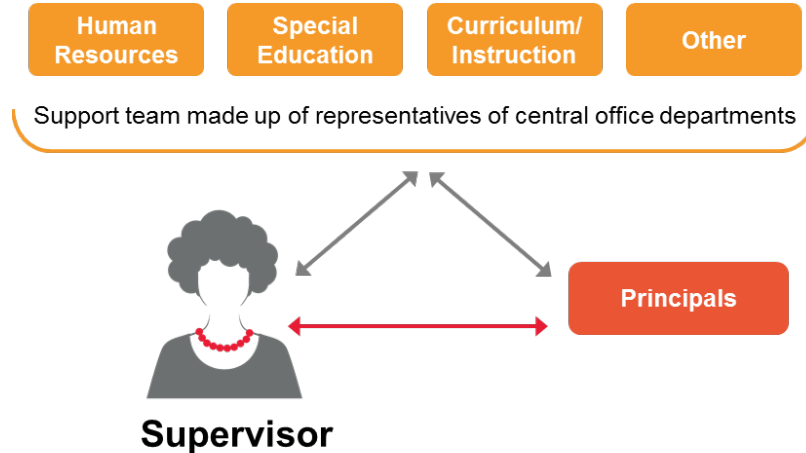 Human
Resources
Special
Education
Curriculum/
Instruction
Other
Support team made up of representatives of central office departments
Principals
Supervisor